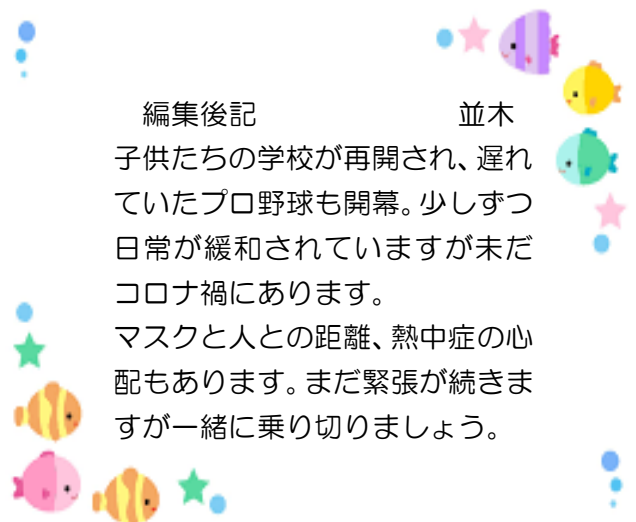 編集後記　並木
子供たちの学校が再開され、遅れ
ていたプロ野球も開幕。少しずつ
日常が緩和されていますが未だ
コロナ禍にあります。
マスクと人との距離、熱中症の心
配もあります。まだ緊張が続きま
すが一緒に乗り切りましょう。